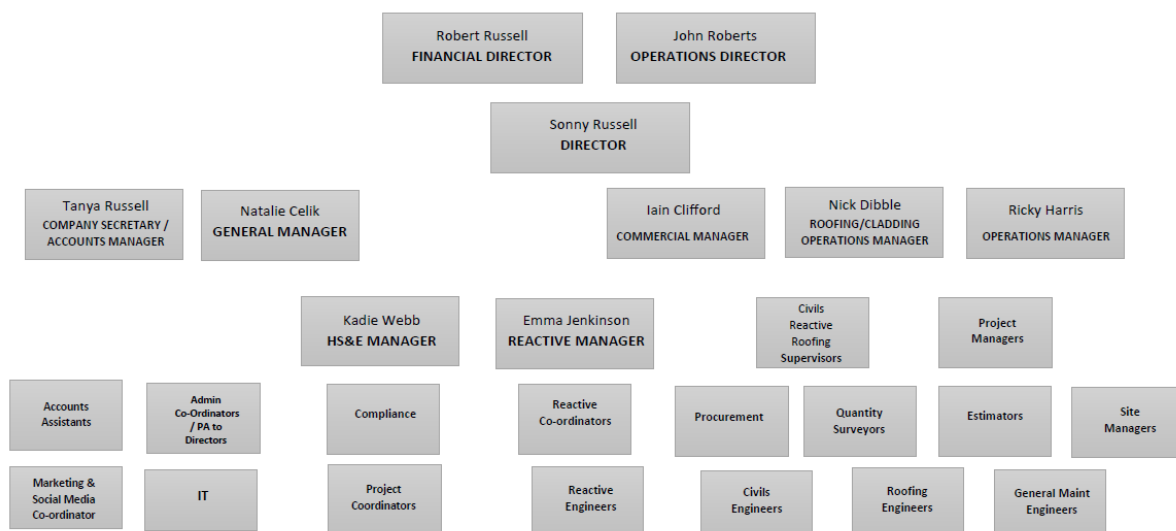 Robert Russell
FINANCIAL DIRECTOR
John Roberts
OPERATIONS DIRECTOR
Sonny Russell
DIRECTOR
Tanya Russell
COMPANY SECRETARY /
ACCOUNTS MANAGER
Natalie Celik
GENERAL MANAGER
Iain Clifford
COMMERCIAL MANAGER
Nick Dibble
ROOFING/CLADDING
OPERATIONS MANAGER
Ricky Harris
OPERATIONS MANAGER
Kadie Webb
HS&E MANAGER
Emma Jenkinson
REACTIVE MANAGER
Civils
Reactive
Roofing
Supervisors
Project
Managers
Accounts
Assistants
Admin
Co-Ordinators
/ PA to
Directors
Compliance
Reactive
Co-ordinators
Procurement
Quantity
Surveyors
Estimators
Site
Managers
Marketing &
Social Media
Co-ordinator
IT
Project
Coordinators
Reactive
Engineers
Civils
Engineers
Roofing
Engineers
General Maint
Engineers